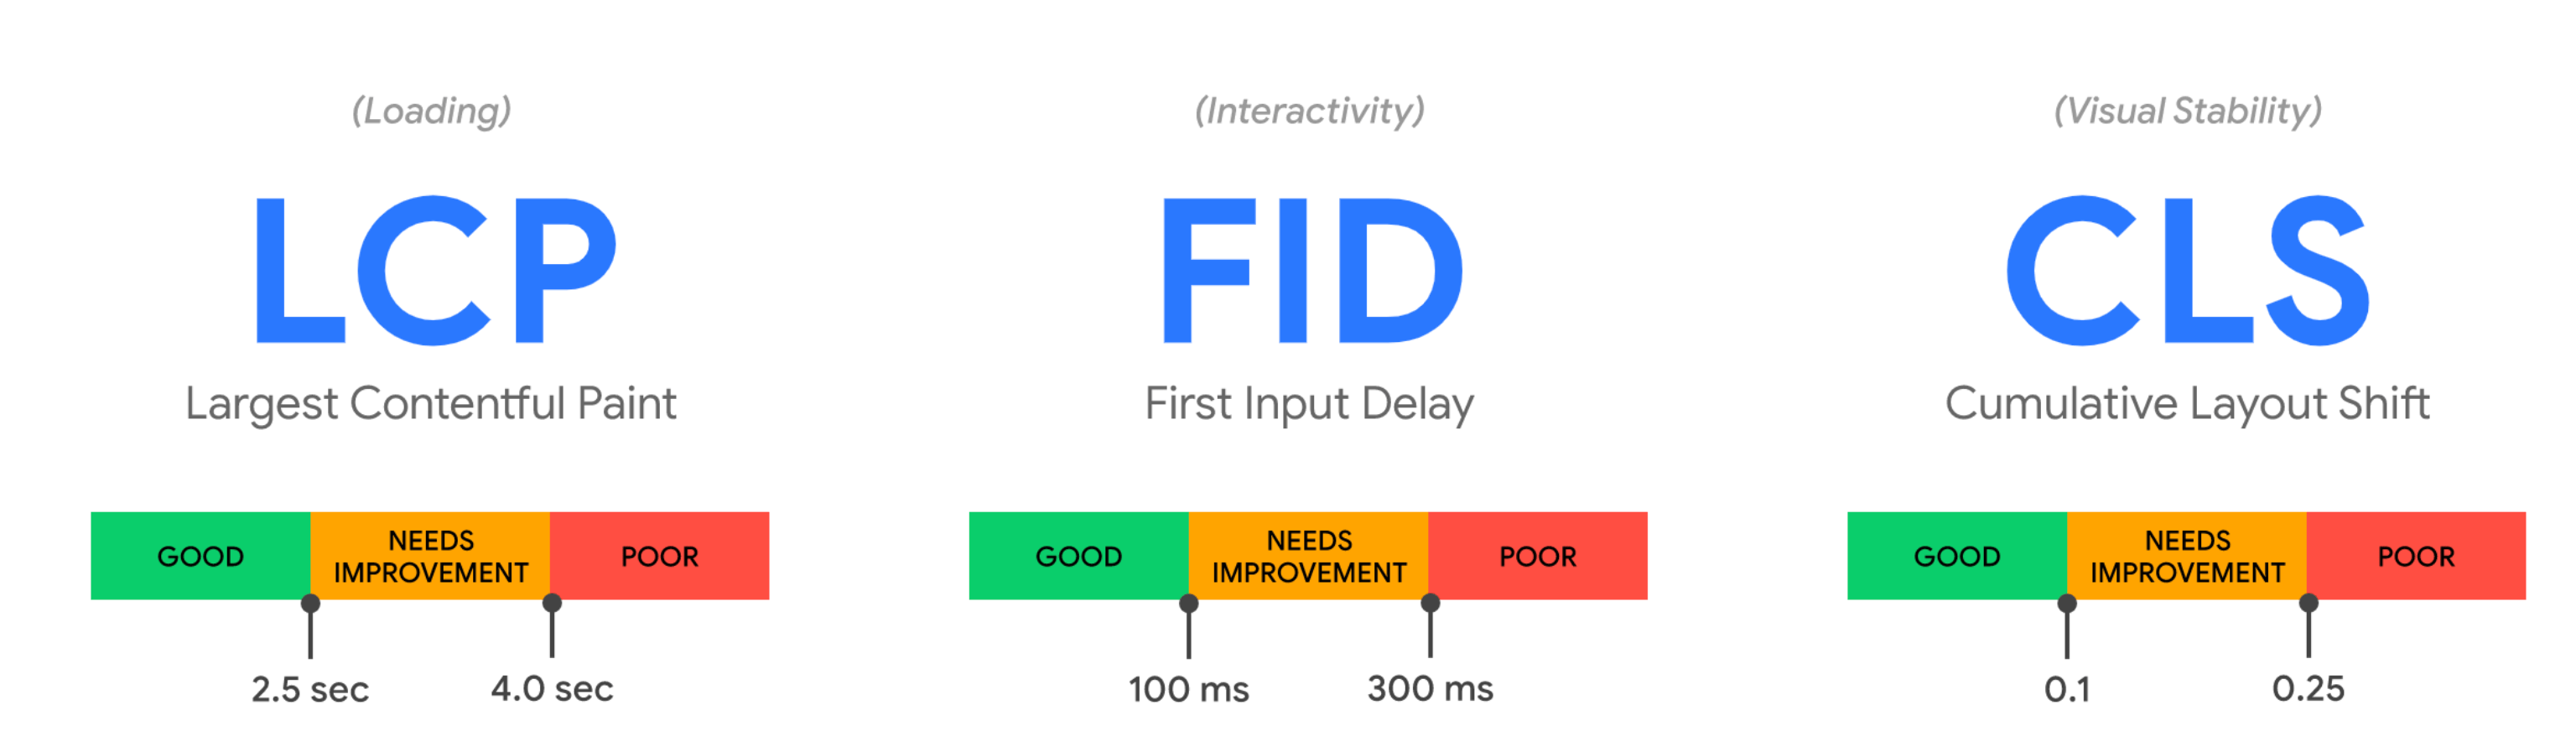 (Loading)
LCP
Largest Contentful Paint
GOOD
NEEDS
IMPROVEMENT
POOR
2.5 sec
4.0 sec
(Interactivity)
FID
First Input Delay
GOOD
NEEDS
IMPROVEMENT
POOR
100 ms
300 ms
(Visual Stability)
CLS
Cumulative Layout Shift
GOOD
NEEDS
IMPROVEMENT
POOR
0.1
0.25